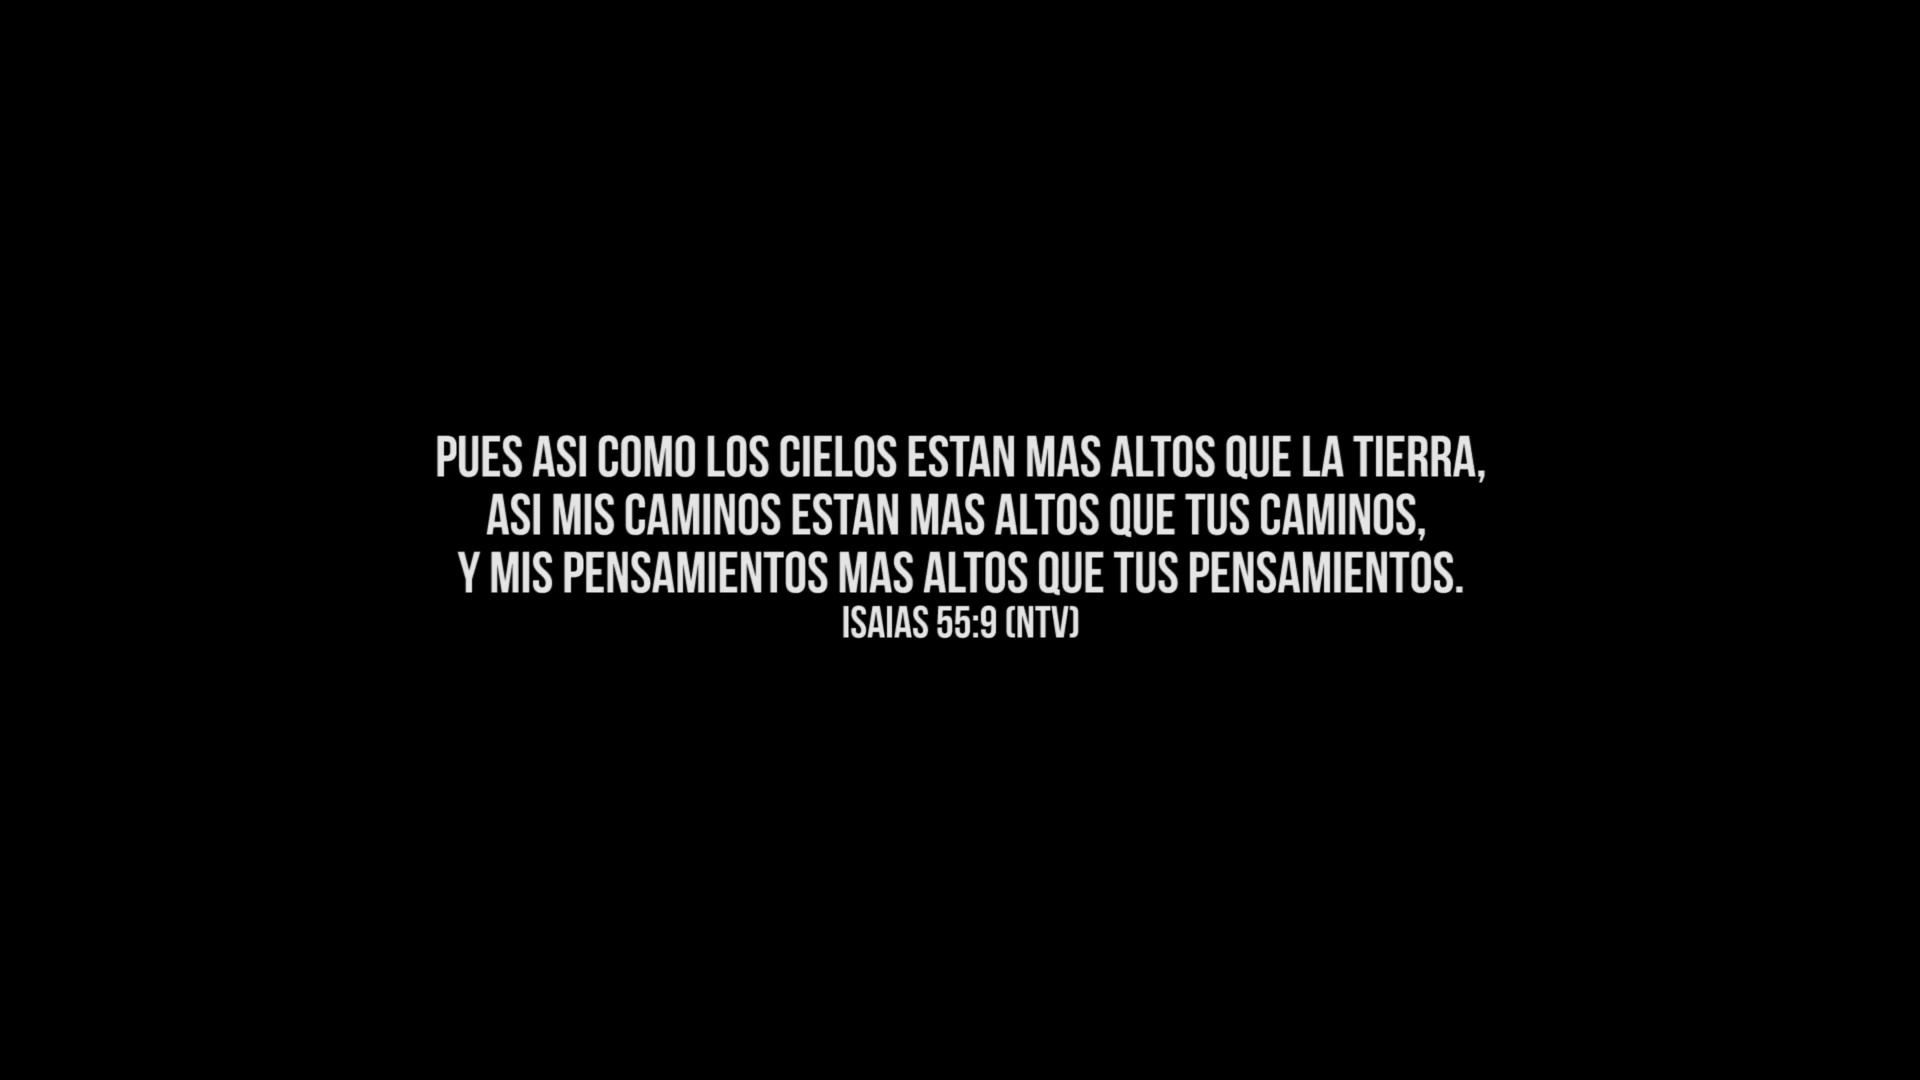 PUES ASI COMO LOS CIELOS ESTAN MAS ALTOS QUE LA TIERRA,
ASI MIS CAMINOS ESTAN MAS ALTOS QUE TUS CAMINOS,
Y MIS PENSAMIENTOS MAS ALTOS QUE TUS PENSAMIENTOS.
ISAIAS 55:9 (NTV)